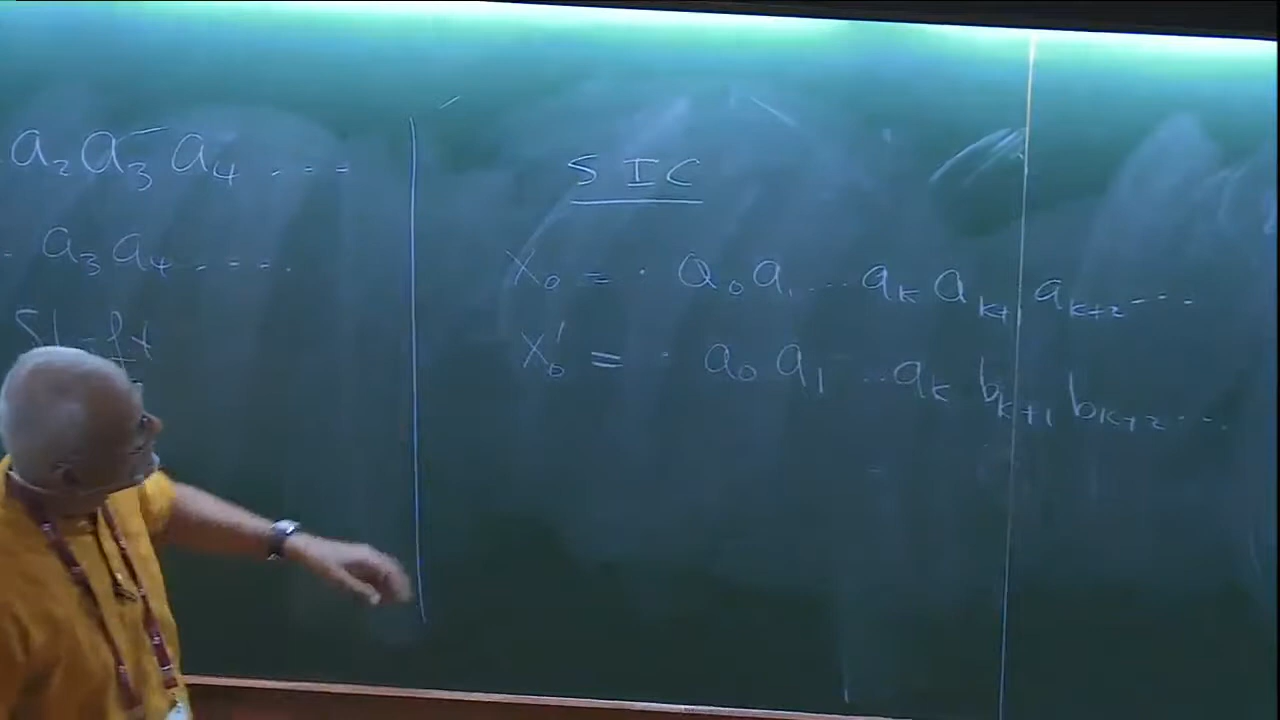 . a₂ a₃ a₄ ....
. a₃ a₄ .....
Shift
SIC
X₀ = . a₀ a₁ ... aₖ aₖ₊₁ aₖ₊₂ ...
X₀' = . a₀ a₁ ... aₖ bₖ₊₁ bₖ₊₂ ...